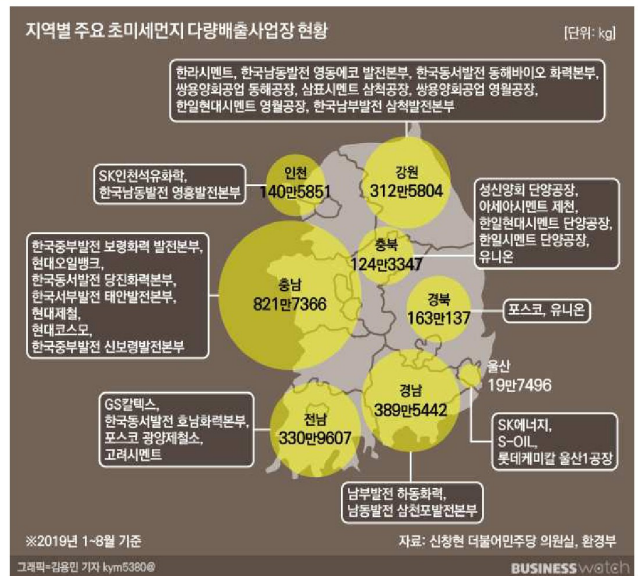 지역별 주요 초미세먼지 다량배출사업장 현황
[단위: kg]
한라시멘트, 한국남동발전 영동에코 발전본부, 한국동서발전 동해바이오 화력본부,
쌍용양회공업 동해공장, 삼표시멘트 삼척공장, 쌍용양회공업 영월공장,
한일현대시멘트 영월공장, 한국남부발전 삼척발전본부
SK인천석유화학,
한국남동발전 영흥발전본부
인천
140만5851
강원
312만5804
성신양회 단양공장,
아세아시멘트 제천,
한일현대시멘트 단양공장,
한일시멘트 단양공장,
유니온
충북
124만3347
한국중부발전 보령화력 발전본부,
현대오일뱅크,
한국동서발전 당진화력본부,
한국서부발전 태안발전본부,
현대제철,
현대코스모,
한국중부발전 신보령발전본부
충남
821만7366
경북
163만137
포스코, 유니온
울산
19만7496
SK에너지,
S-OIL,
롯데케미칼 울산1공장
경남
389만5442
GS칼텍스,
한국동서발전 호남화력본부,
포스코 광양제철소,
고려시멘트
전남
330만9607
남부발전 하동화력,
남동발전 삼천포발전본부
※2019년 1~8월 기준
자료: 신창현 더불어민주당 의원실, 환경부
그래픽=김용민 기자 kym5380@
BUSINESS watch